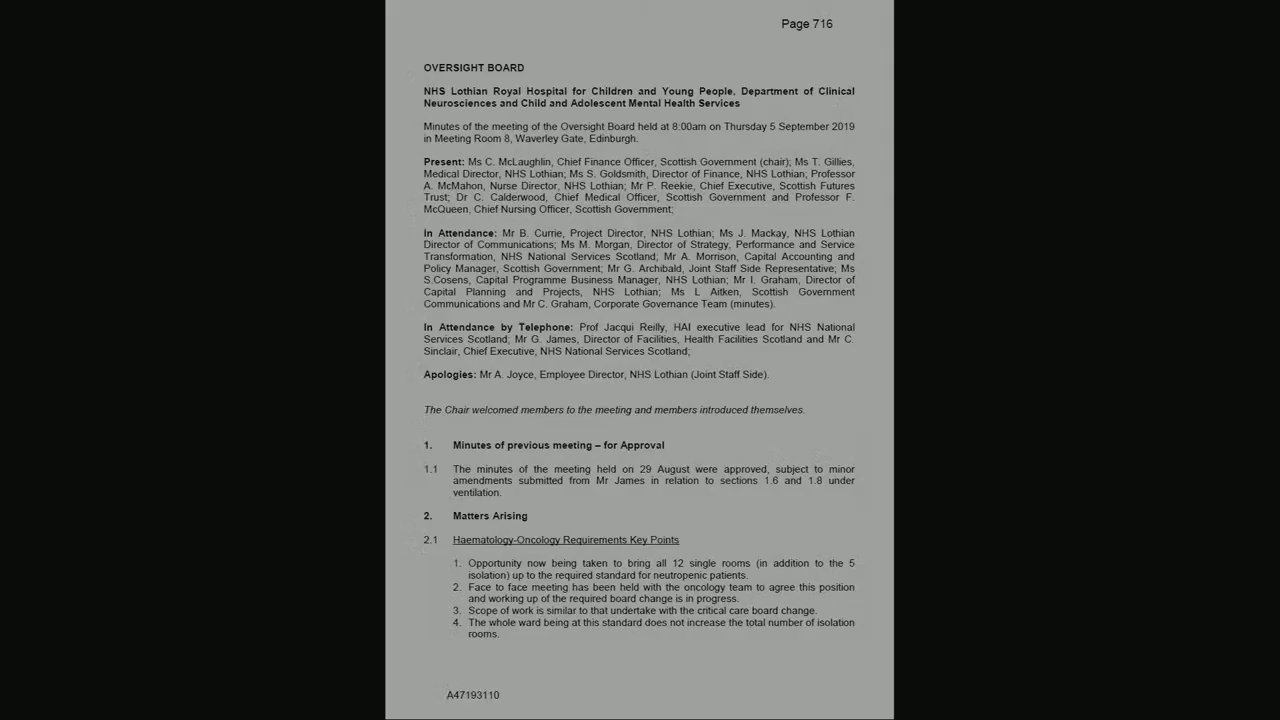 Page 716
OVERSIGHT BOARD
NHS Lothian Royal Hospital for Children and Young People, Department of Clinical
Neurosciences and Child and Adolescent Mental Health Services
Minutes of the meeting of the Oversight Board held at 8:00am on Thursday 5 September 2019
in Meeting Room 8, Waverley Gate, Edinburgh.
Present: Ms C. McLaughlin, Chief Finance Officer, Scottish Government (chair); Ms T. Gillies,
Medical Director, NHS Lothian; Ms S. Goldsmith, Director of Finance, NHS Lothian; Professor
A. McMahon, Nurse Director, NHS Lothian; Mr P. Reekie, Chief Executive, Scottish Futures
Trust; Dr C. Calderwood, Chief Medical Officer, Scottish Government and Professor F.
McQueen, Chief Nursing Officer, Scottish Government;
In Attendance: Mr B. Currie, Project Director, NHS Lothian; Ms J. Mackay, NHS Lothian
Director of Communications; Ms M. Morgan, Director of Strategy, Performance and Service
Transformation, NHS National Services Scotland; Mr A. Morrison, Capital Accounting and
Policy Manager, Scottish Government; Mr G. Archibald, Joint Staff Side Representative; Ms
S.Cosens, Capital Programme Business Manager, NHS Lothian; Mr I. Graham, Director of
Capital Planning and Projects, NHS Lothian; Ms L Aitken, Scottish Government
Communications and Mr C. Graham, Corporate Governance Team (minutes).
In Attendance by Telephone: Prof Jacqui Reilly, HAI executive lead for NHS National
Services Scotland; Mr G. James, Director of Facilities, Health Facilities Scotland and Mr C.
Sinclair, Chief Executive, NHS National Services Scotland;
Apologies: Mr A. Joyce, Employee Director, NHS Lothian (Joint Staff Side).
The Chair welcomed members to the meeting and members introduced themselves.
1. Minutes of previous meeting – for Approval
1.1 The minutes of the meeting held on 29 August were approved, subject to minor
amendments submitted from Mr James in relation to sections 1.6 and 1.8 under
ventilation.
2. Matters Arising
2.1 Haematology-Oncology Requirements Key Points
1. Opportunity now being taken to bring all 12 single rooms (in addition to the 5
isolation) up to the required standard for neutropenic patients.
2. Face to face meeting has been held with the oncology team to agree this position
and working up of the required board change is in progress.
3. Scope of work is similar to that undertake with the critical care board change.
4. The whole ward being at this standard does not increase the total number of isolation
rooms.
A47193110